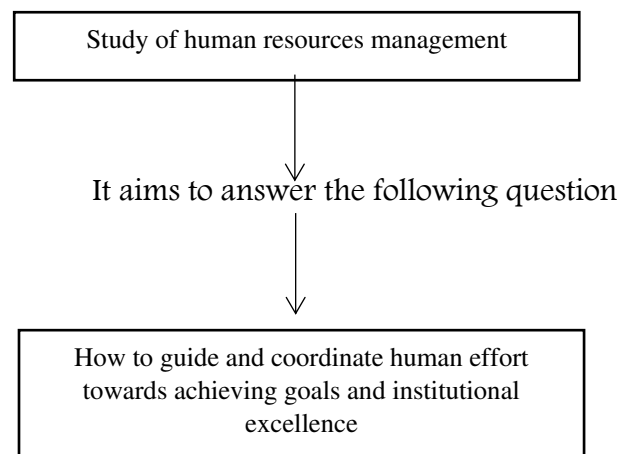 Study of human resources management
It aims to answer the following question
How to guide and coordinate human effort
towards achieving goals and institutional
excellence